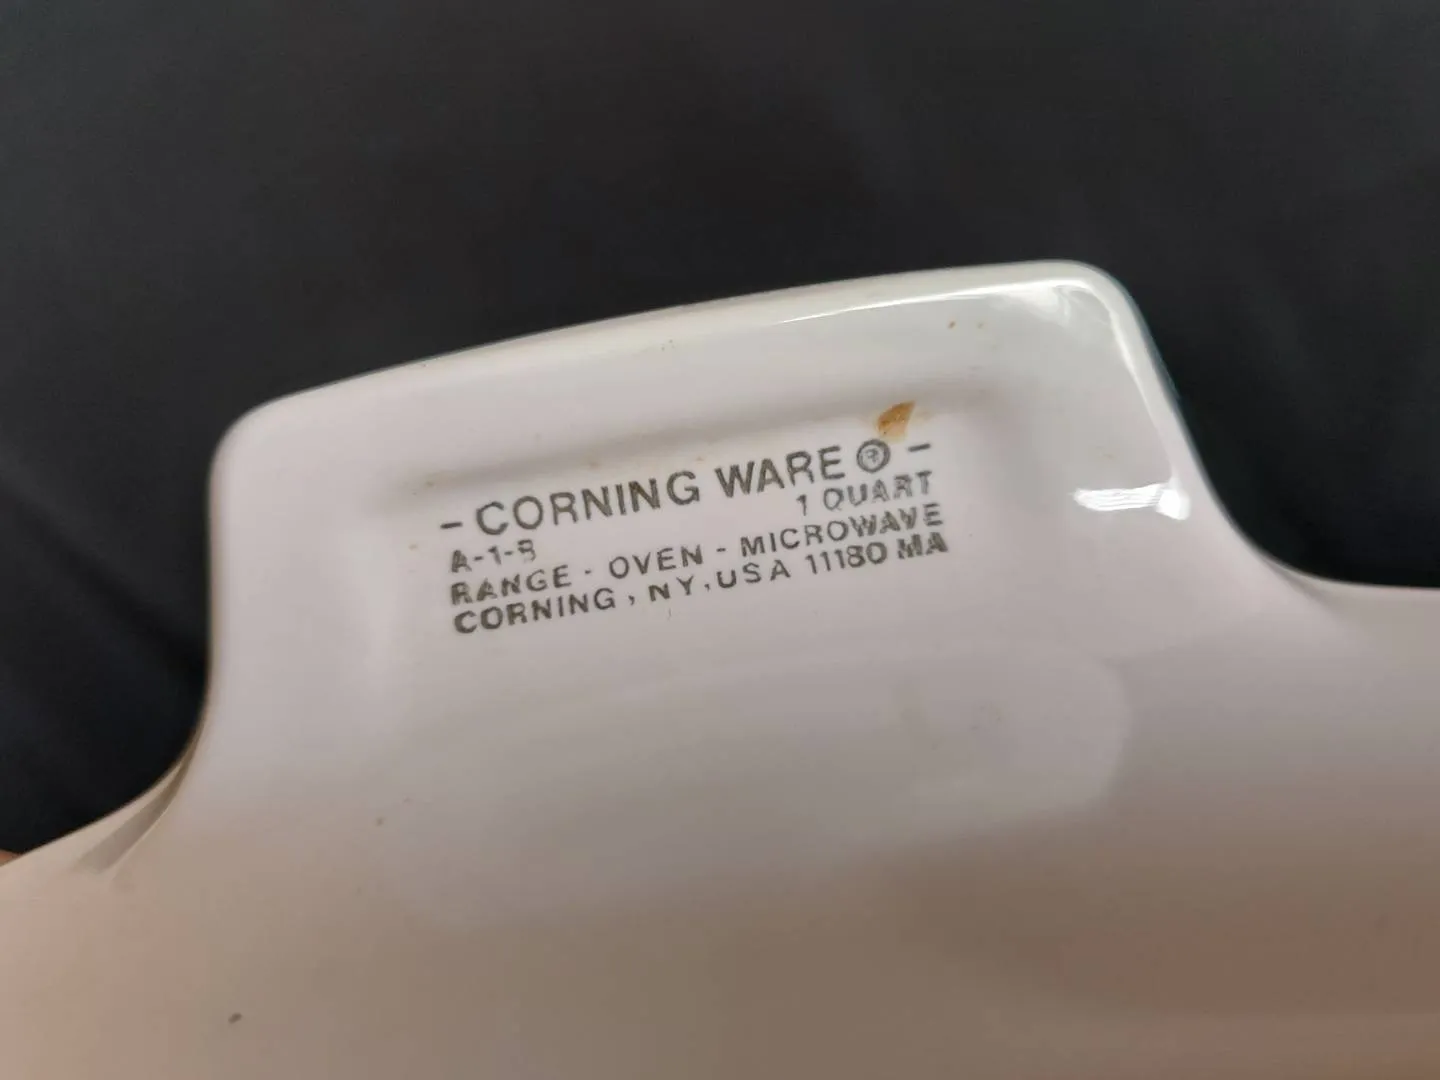 - CORNING WARE ® -
A-1-B 1 QUART
RANGE - OVEN - MICROWAVE
CORNING, NY, USA 11180 MA